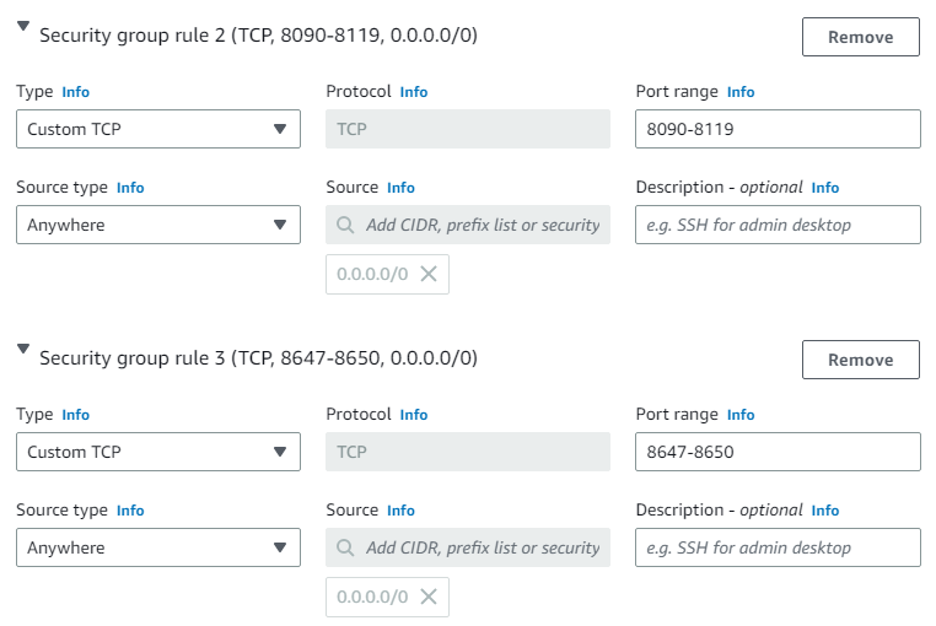 Security group rule 2 (TCP, 8090-8119, 0.0.0.0/0) Remove
Type Info Protocol Info Port range Info
Custom TCP TCP 8090-8119
Source type Info Source Info Description - optional Info
Anywhere Add CIDR, prefix list or security e.g. SSH for admin desktop
0.0.0.0/0
Security group rule 3 (TCP, 8647-8650, 0.0.0.0/0) Remove
Type Info Protocol Info Port range Info
Custom TCP TCP 8647-8650
Source type Info Source Info Description - optional Info
Anywhere Add CIDR, prefix list or security e.g. SSH for admin desktop
0.0.0.0/0